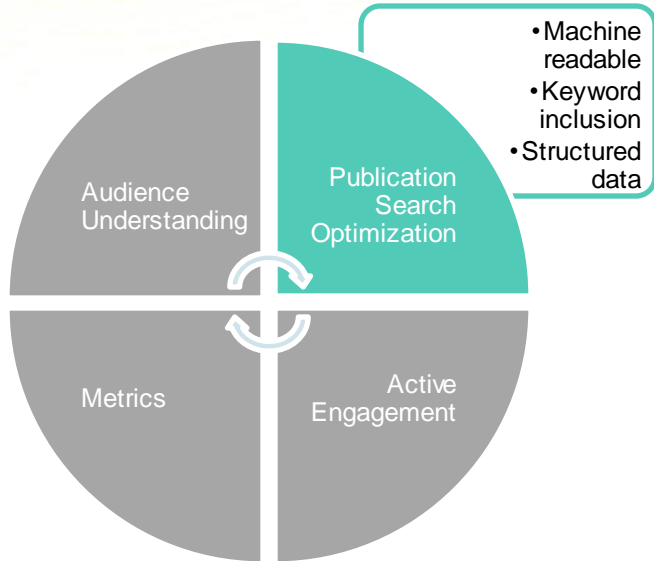 •Machine
readable
•Keyword
inclusion
•Structured
data
Audience
Understanding
Publication
Search
Optimization
Metrics
Active
Engagement